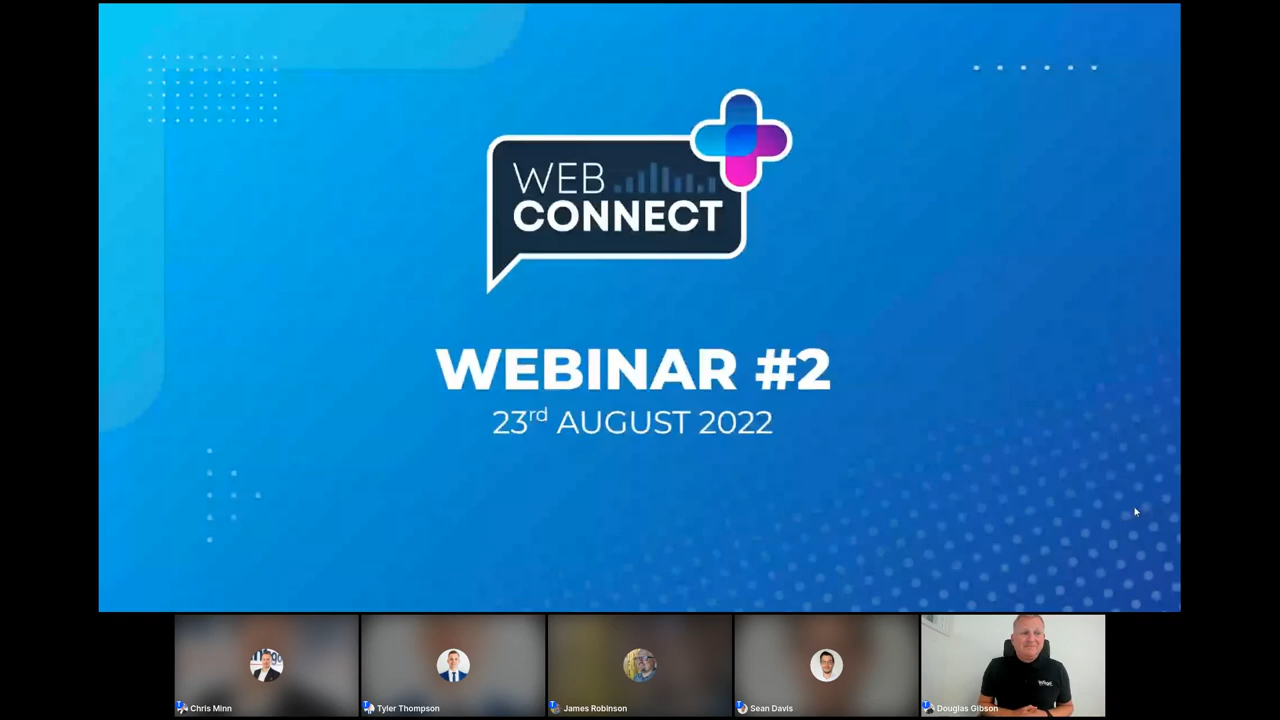 WEB
CONNECT
WEBINAR #2
23rd AUGUST 2022
Chris Minn
Tyler Thompson
James Robinson
Sean Davis
Douglas Gibson